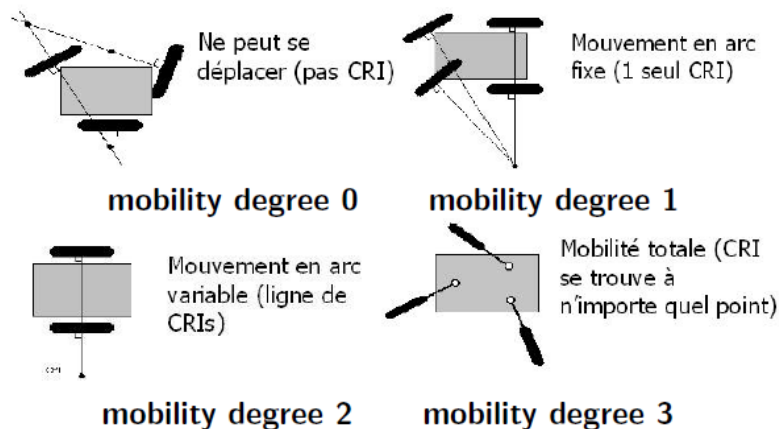 Ne peut se
déplacer (pas CRI)
Mouvement en arc
fixe (1 seul CRI)
mobility degree 0
mobility degree 1
Mouvement en arc
variable (ligne de
CRIs)
Mobilité totale (CRI
se trouve à
n'importe quel point)
mobility degree 2
mobility degree 3